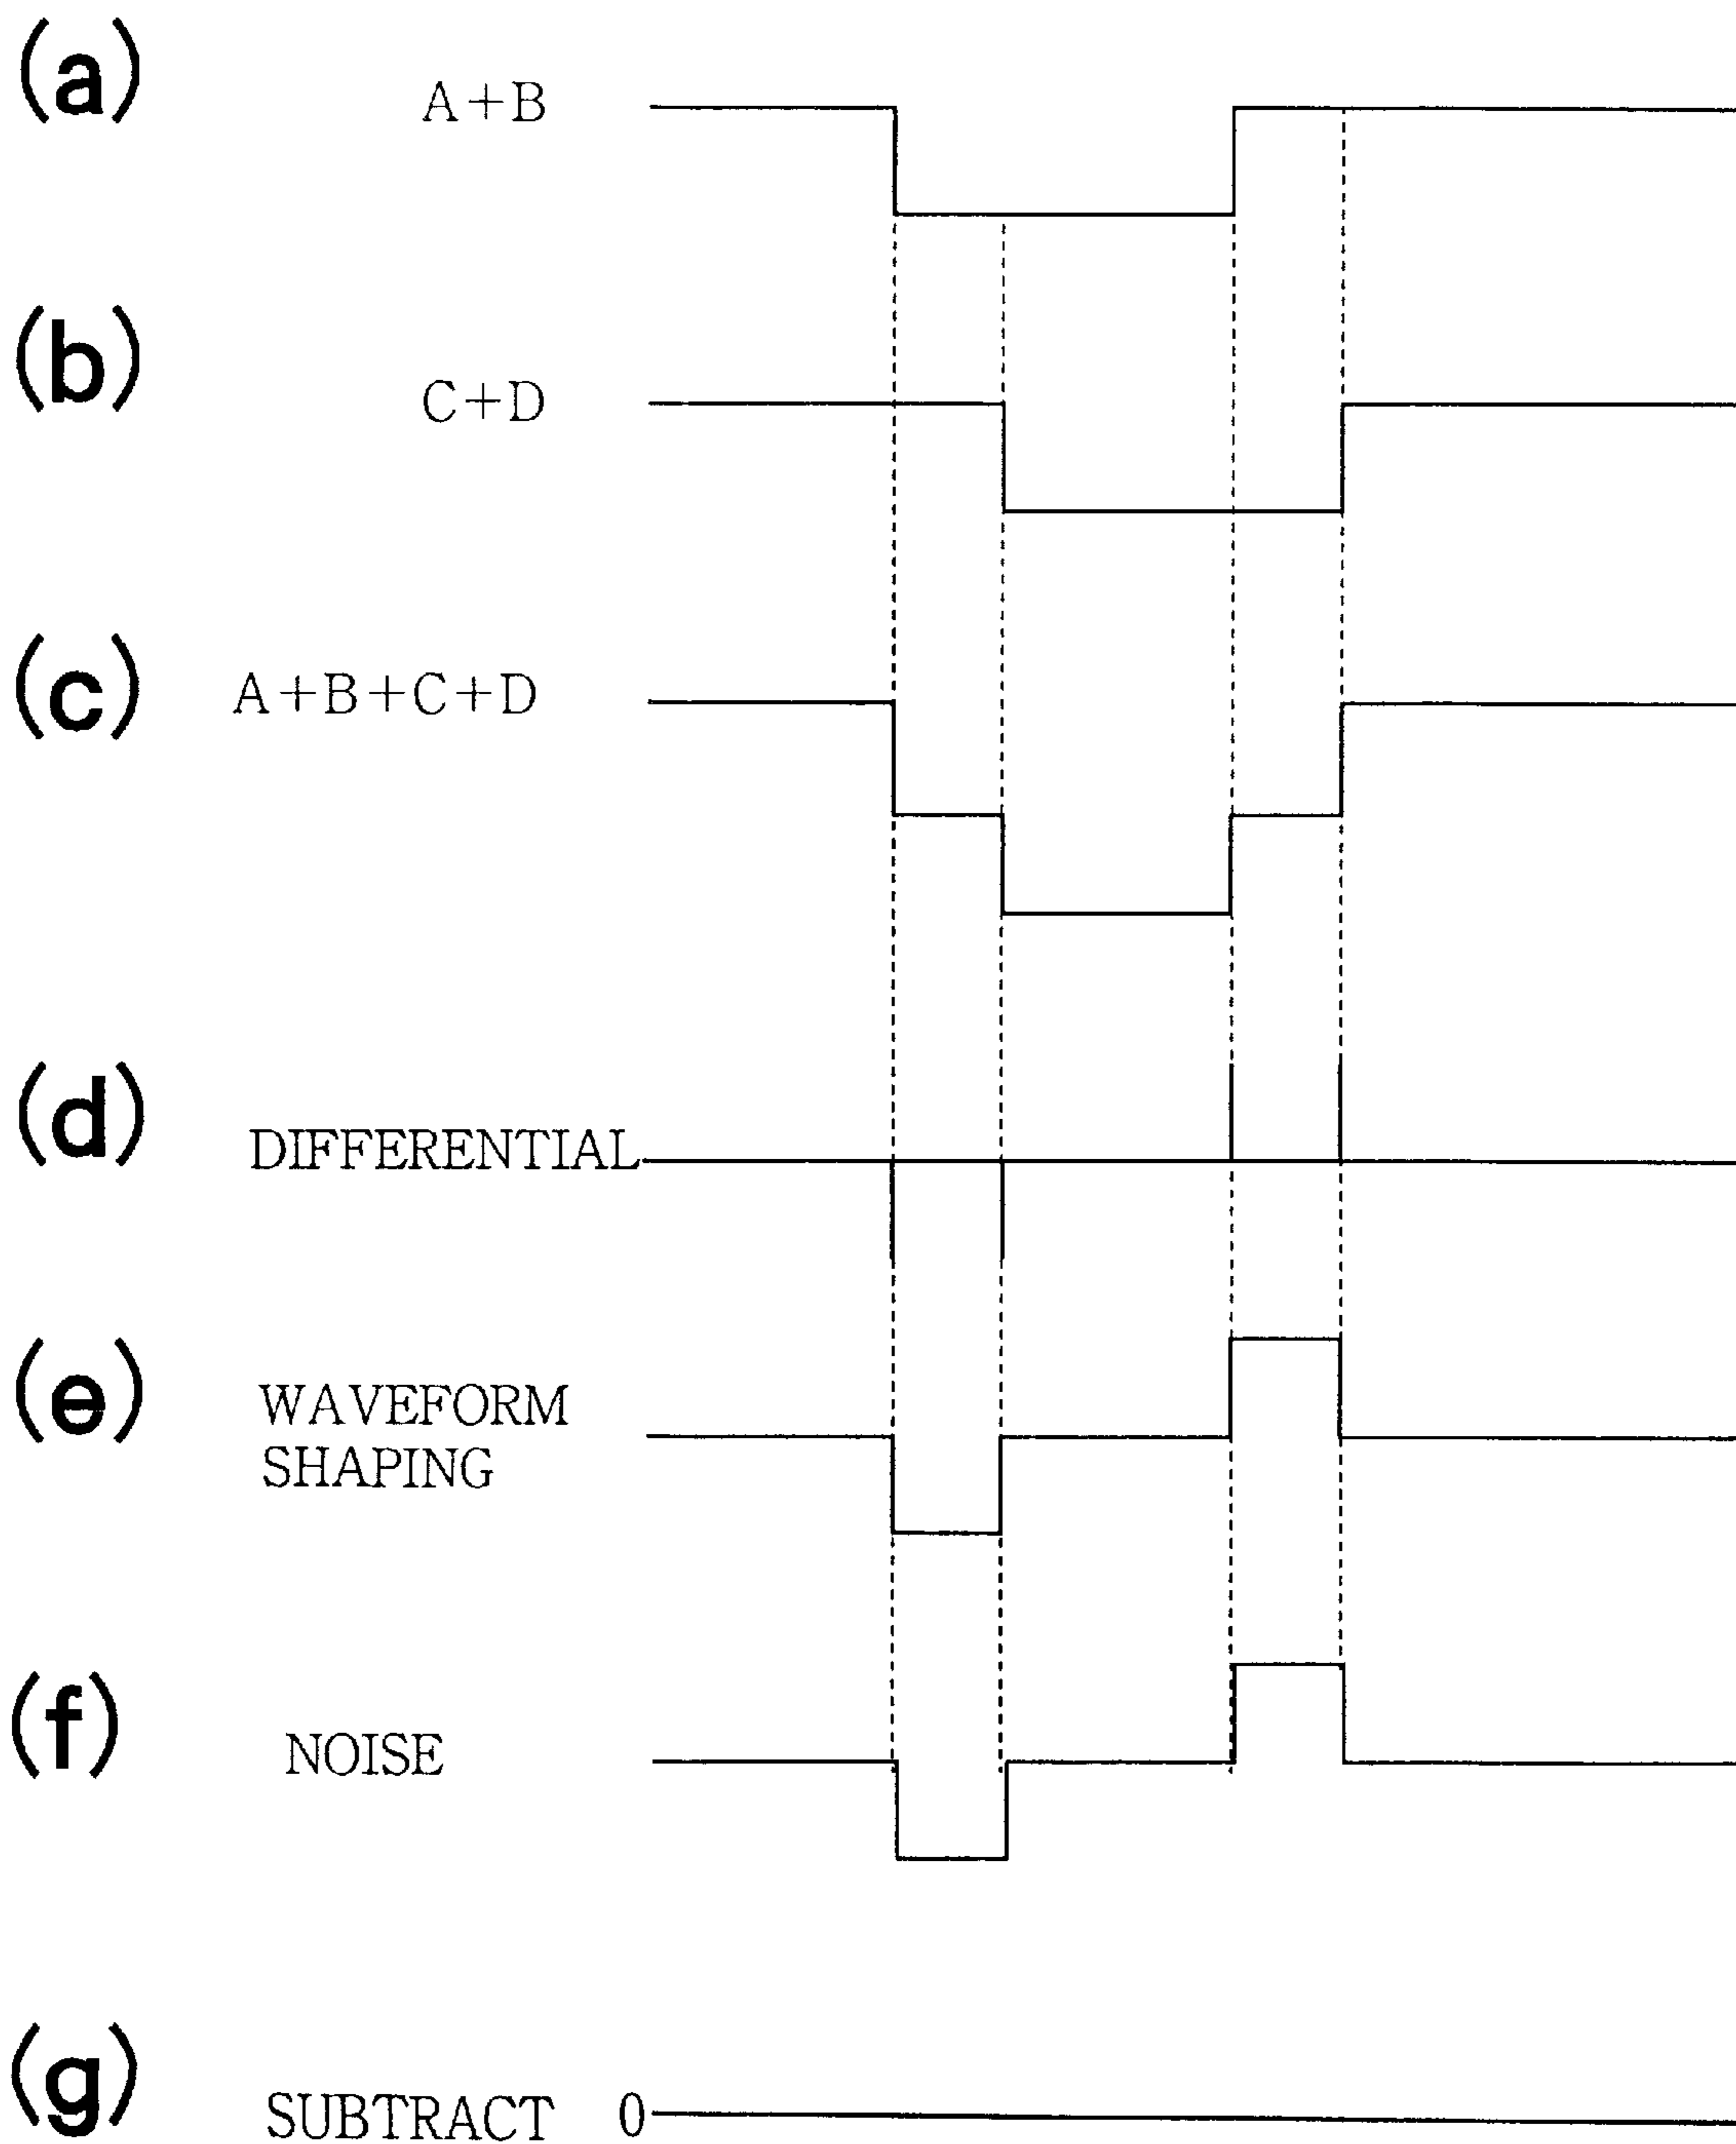 (a) A+B
(b) C+D
(c) A+B+C+D
(d) DIFFERENTIAL
(e) WAVEFORM
SHAPING
(f) NOISE
(g) SUBTRACT 0